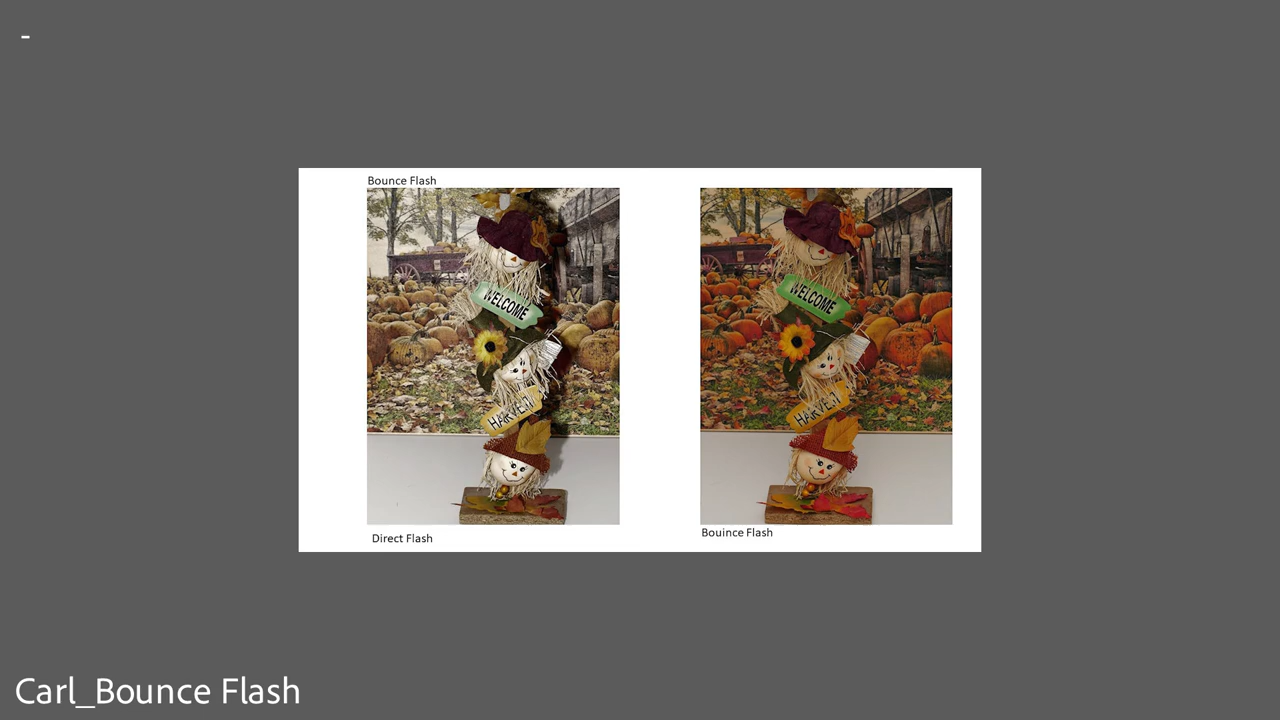 -
Bounce Flash
WELCOME
HARVEST
WELCOME
HARVEST
Direct Flash
Bouince Flash
Carl_Bounce Flash